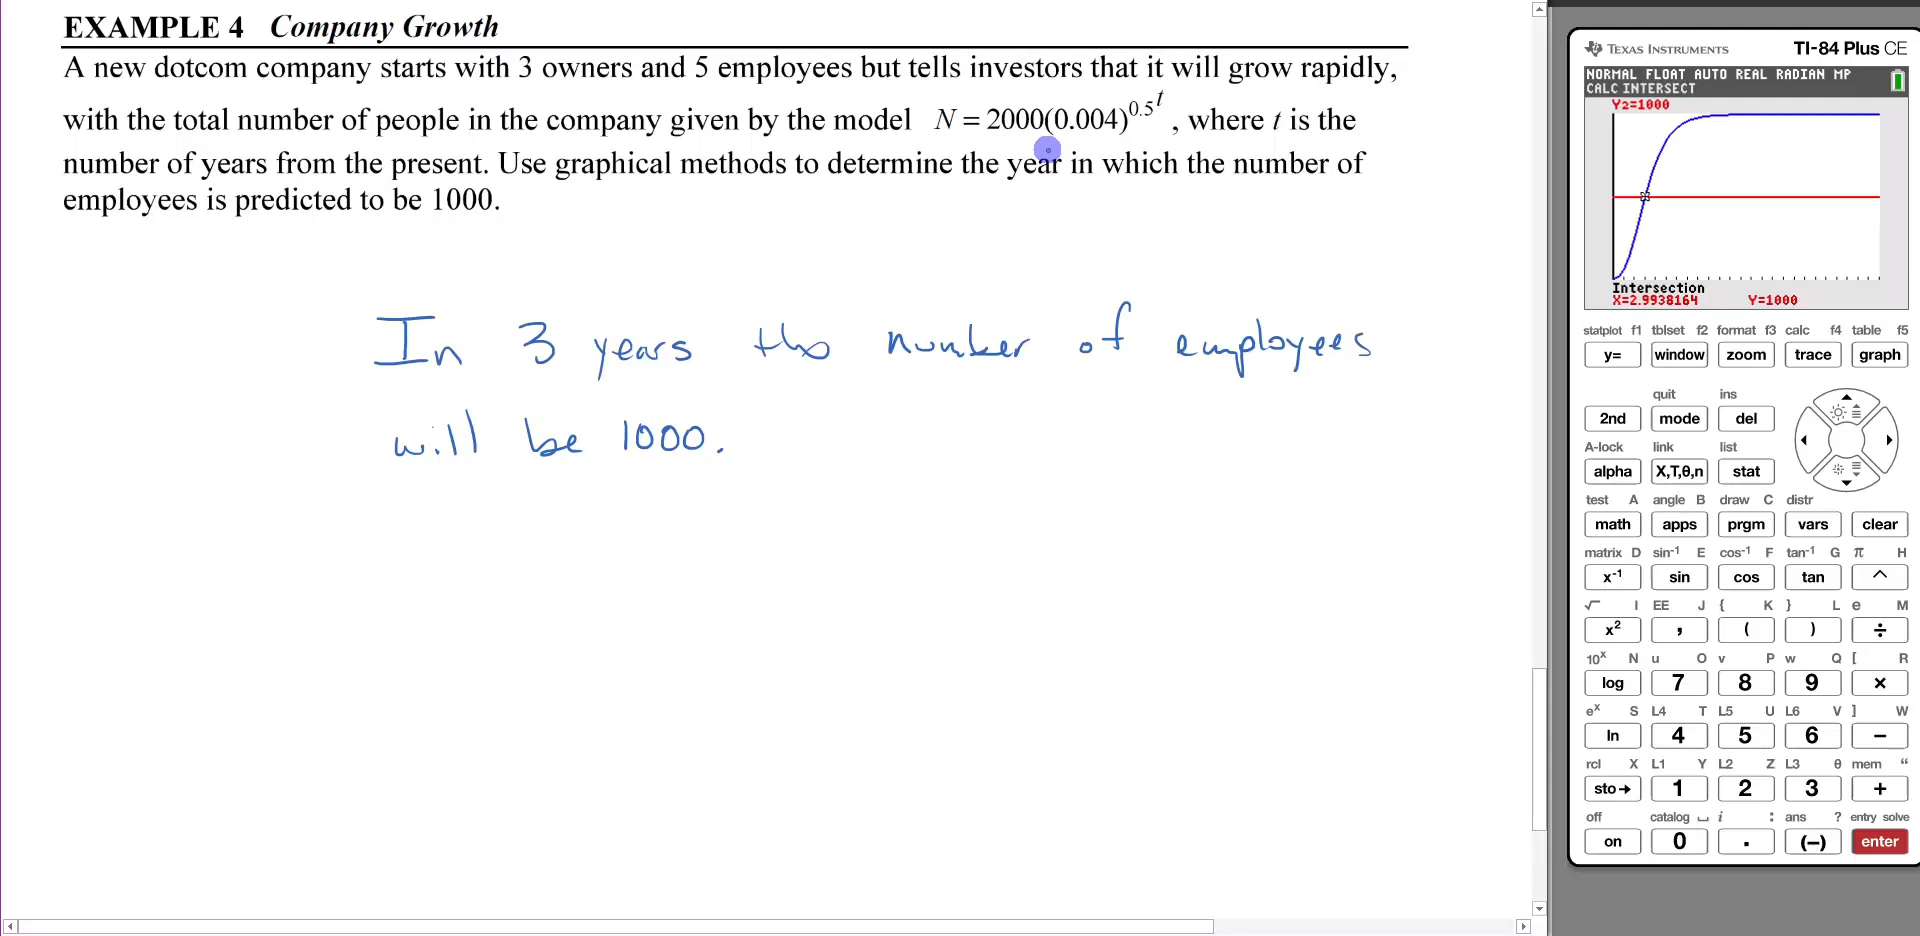 EXAMPLE 4 Company Growth
A new dotcom company starts with 3 owners and 5 employees but tells investors that it will grow rapidly,
with the total number of people in the company given by the model N = 2000(0.004)^0.5^t, where t is the
number of years from the present. Use graphical methods to determine the year in which the number of
employees is predicted to be 1000.
In 3 years the number of employees
will be 1000.
TEXAS INSTRUMENTS TI-84 Plus CE
NORMAL FLOAT AUTO REAL RADIAN MP
CALC INTERSECT
Y2=1000
Intersection
X=2.9938164 Y=1000
statplot f1 tblset f2 format f3 calc f4 table f5
y= window zoom trace graph
quit ins
2nd mode del
A-lock link list
alpha X,T,θ,n stat
test A angle B draw C distr
math apps prgm vars clear
matrix D sin⁻¹ E cos⁻¹ F tan⁻¹ G π H
x⁻¹ sin cos tan ^
√ I EE J { K } L e M
x² , ( ) ÷
10ˣ N u O v P w Q [ R
log 7 8 9 ×
eˣ S L4 T L5 U L6 V ] W
ln 4 5 6 −
rcl X L1 Y L2 Z L3 θ mem “
sto→ 1 2 3 +
off catalog ⎵ i : ans ? entry solve
on 0 . (−) enter